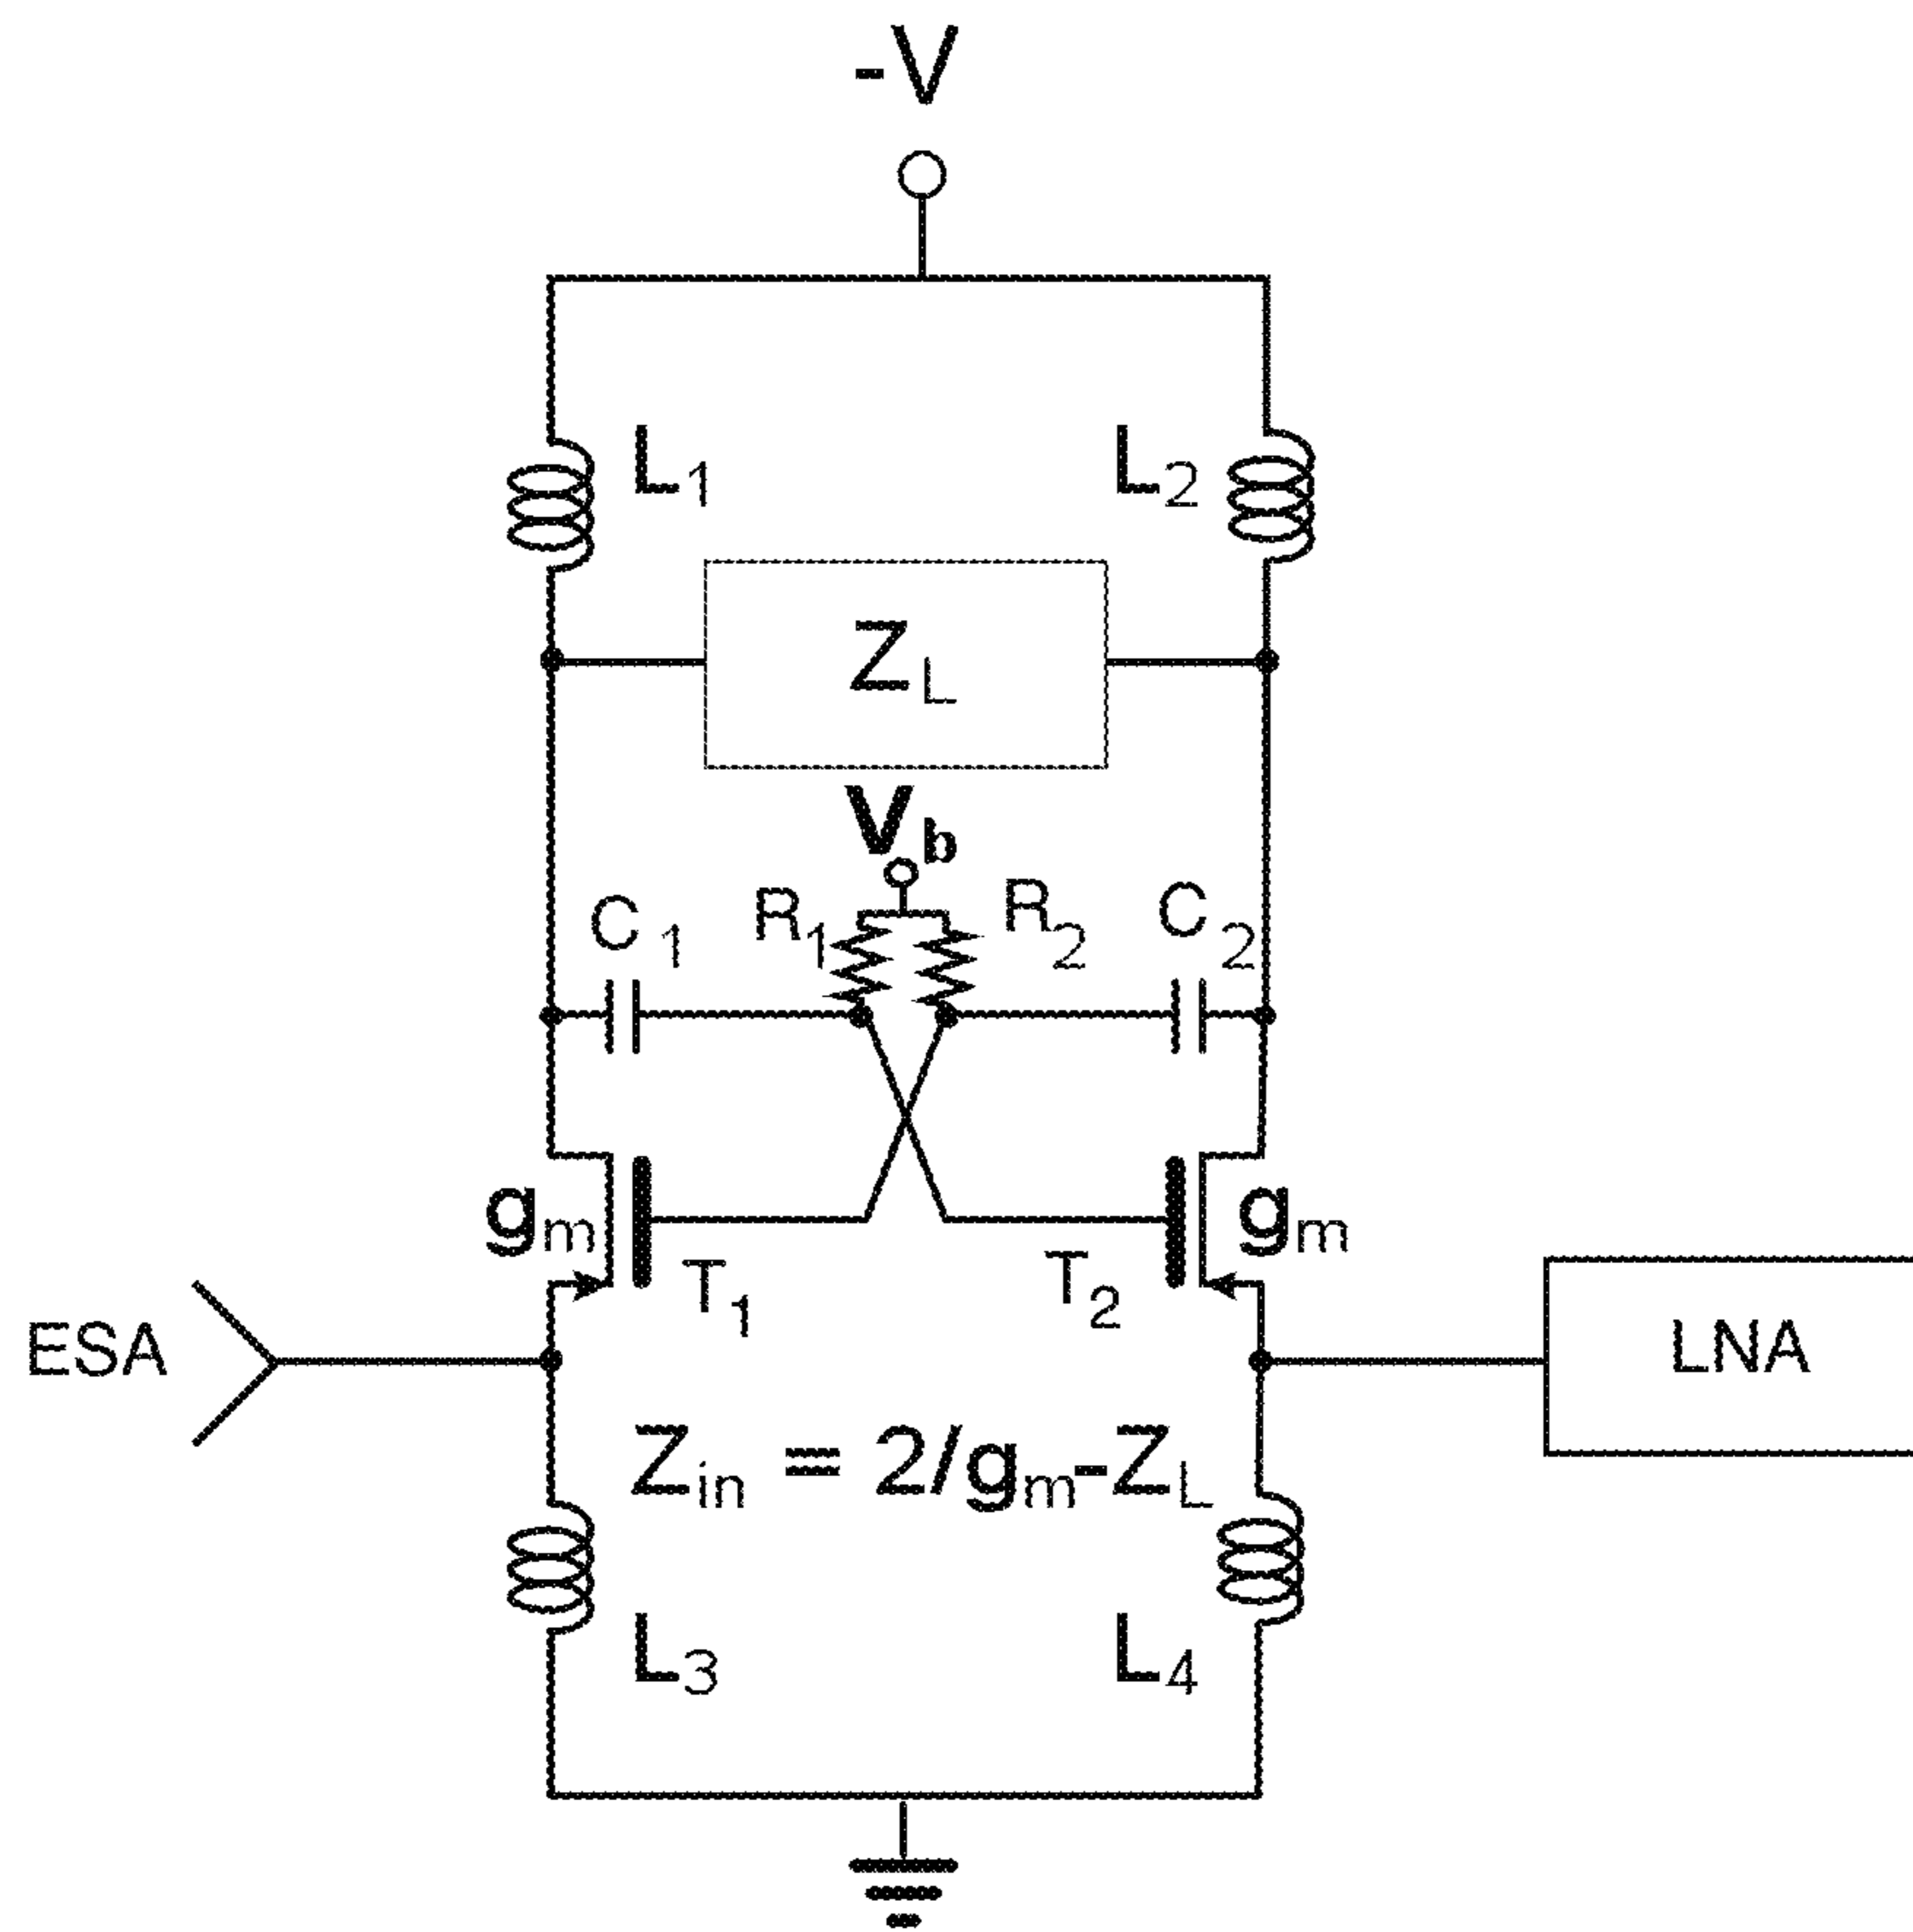 -V
L1 L2
ZL
Vb
C1 R1 R2 C2
gm T1 T2 gm
ESA LNA
Zin = 2/gm-ZL
L3 L4